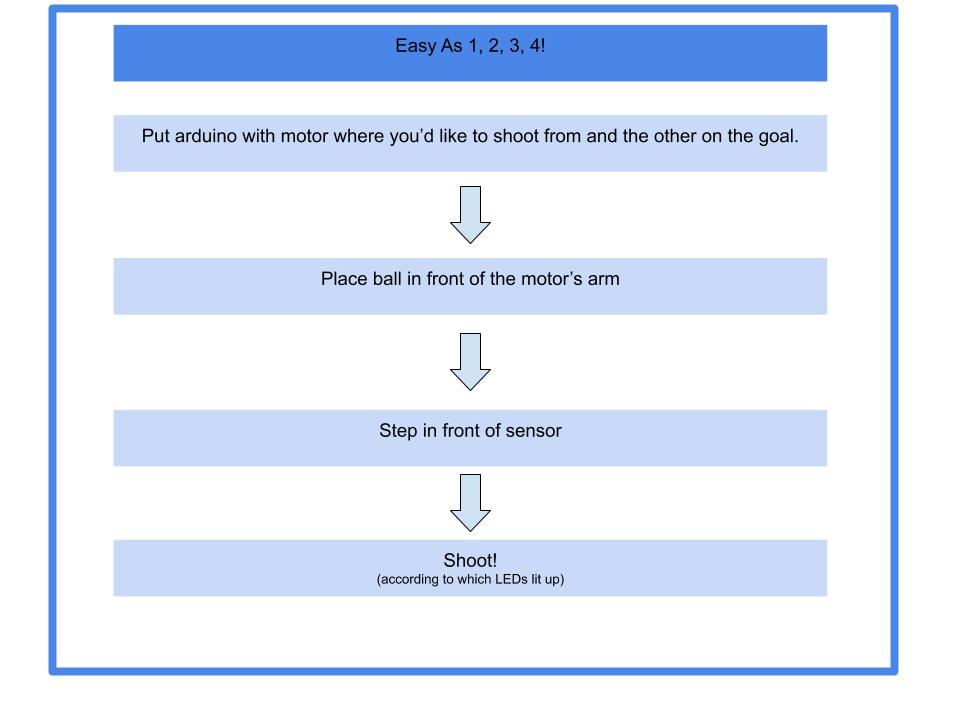 Easy As 1, 2, 3, 4!
Put arduino with motor where you’d like to shoot from and the other on the goal.
Place ball in front of the motor’s arm
Step in front of sensor
Shoot!
(according to which LEDs lit up)